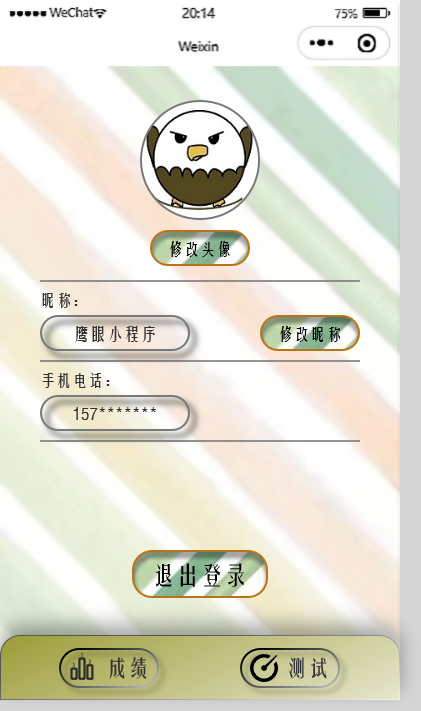 ●●●●● WeChat 20:14 75%
Weixin
修改头像
昵称：
鹰眼小程序 修改昵称
手机电话：
157*******
退出登录
成绩 测试